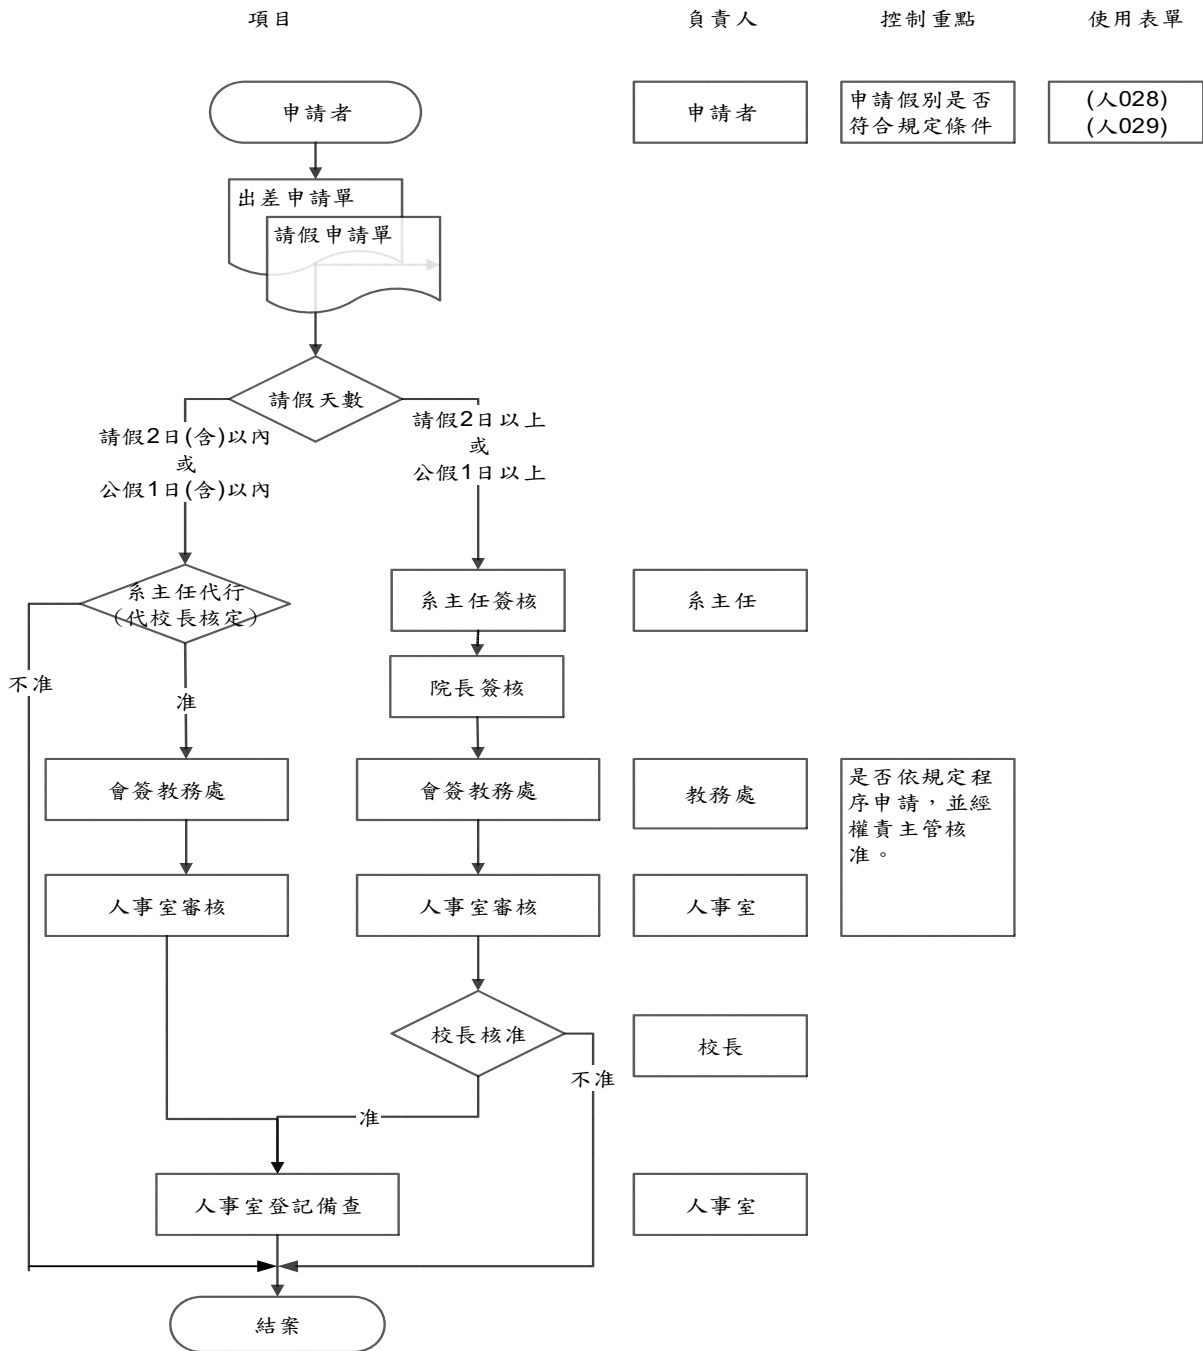 項目
負責人
控制重點
使用表單
申請者
申請者
申請假別是否
符合規定條件
(人028)
(人029)
出差申請單
請假申請單
請假天數
請假2日(含)以內
或
公假1日(含)以內
請假2日以上
或
公假1日以上
系主任代行
(代校長核定)
系主任簽核
系主任
不准
准
院長簽核
會簽教務處
會簽教務處
教務處
是否依規定程
序申請,並經
權責主管核
准。
人事室審核
人事室審核
人事室
校長核准
校長
不准
准
人事室登記備查
人事室
結案